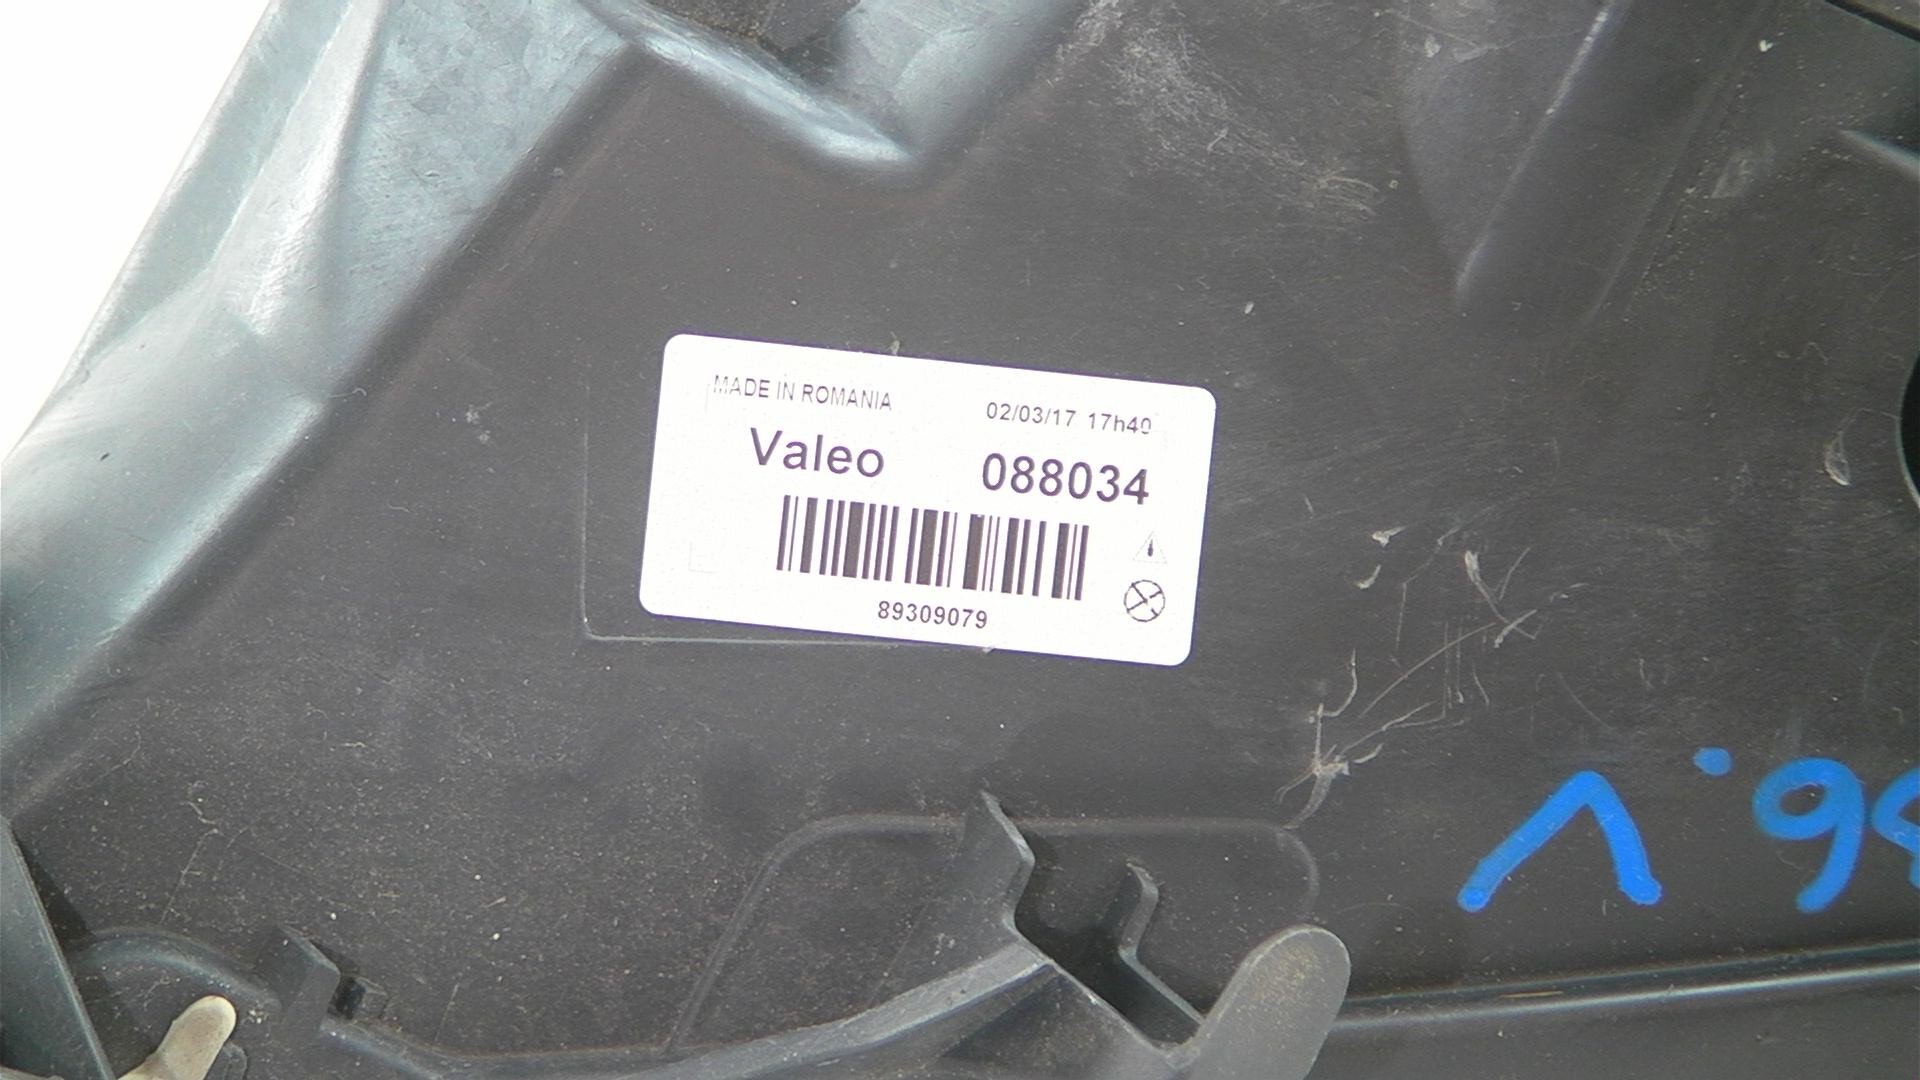 MADE IN ROMANIA
02/03/17 17h40
Valeo 088034
89309079